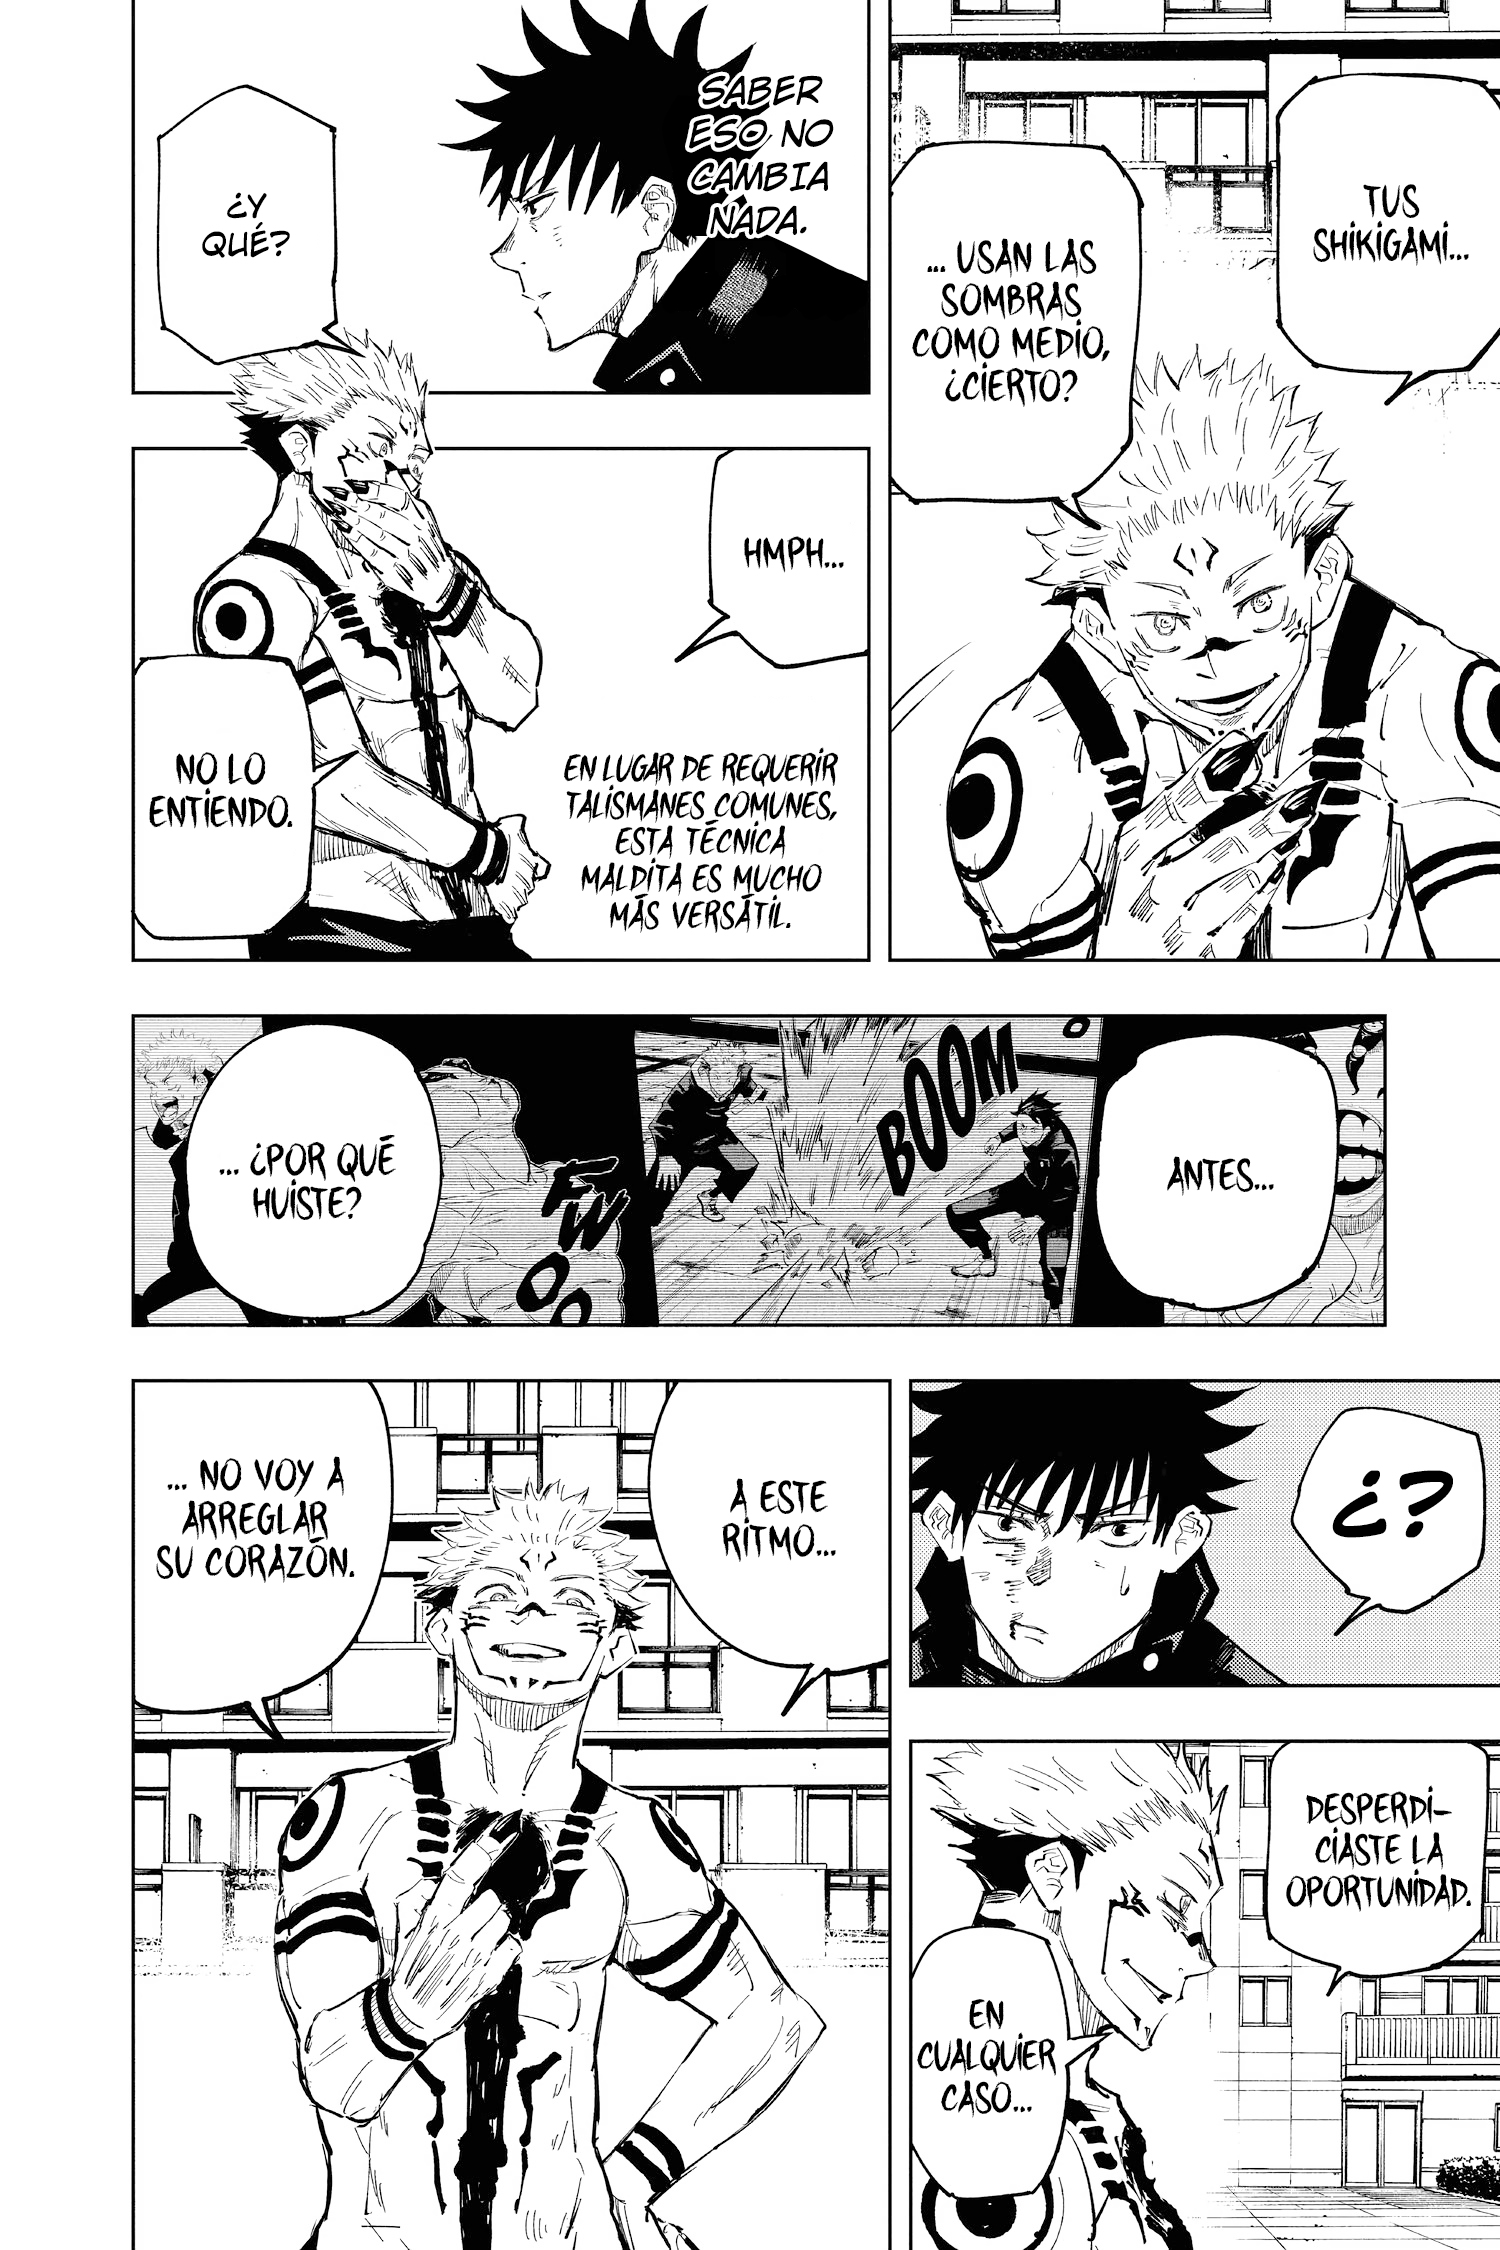 TUS
SHIKIGAMI...
... USAN LAS
SOMBRAS
COMO MEDIO,
¿CIERTO?
SABER
ESO NO
CAMBIA
NADA.
¿Y
QUÉ?
HMPH...
EN LUGAR DE REQUERIR
TALISMANES COMUNES,
ESTA TÉCNICA
MALDITA ES MUCHO
MÁS VERSÁTIL.
NO LO
ENTIENDO.
ANTES...
BOOM
FWOO
... ¿POR QUÉ
HUISTE?
¿?
DESPERDI-
CIASTE LA
OPORTUNIDAD.
EN
CUALQUIER
CASO...
A ESTE
RITMO...
... NO VOY A
ARREGLAR
SU CORAZÓN.